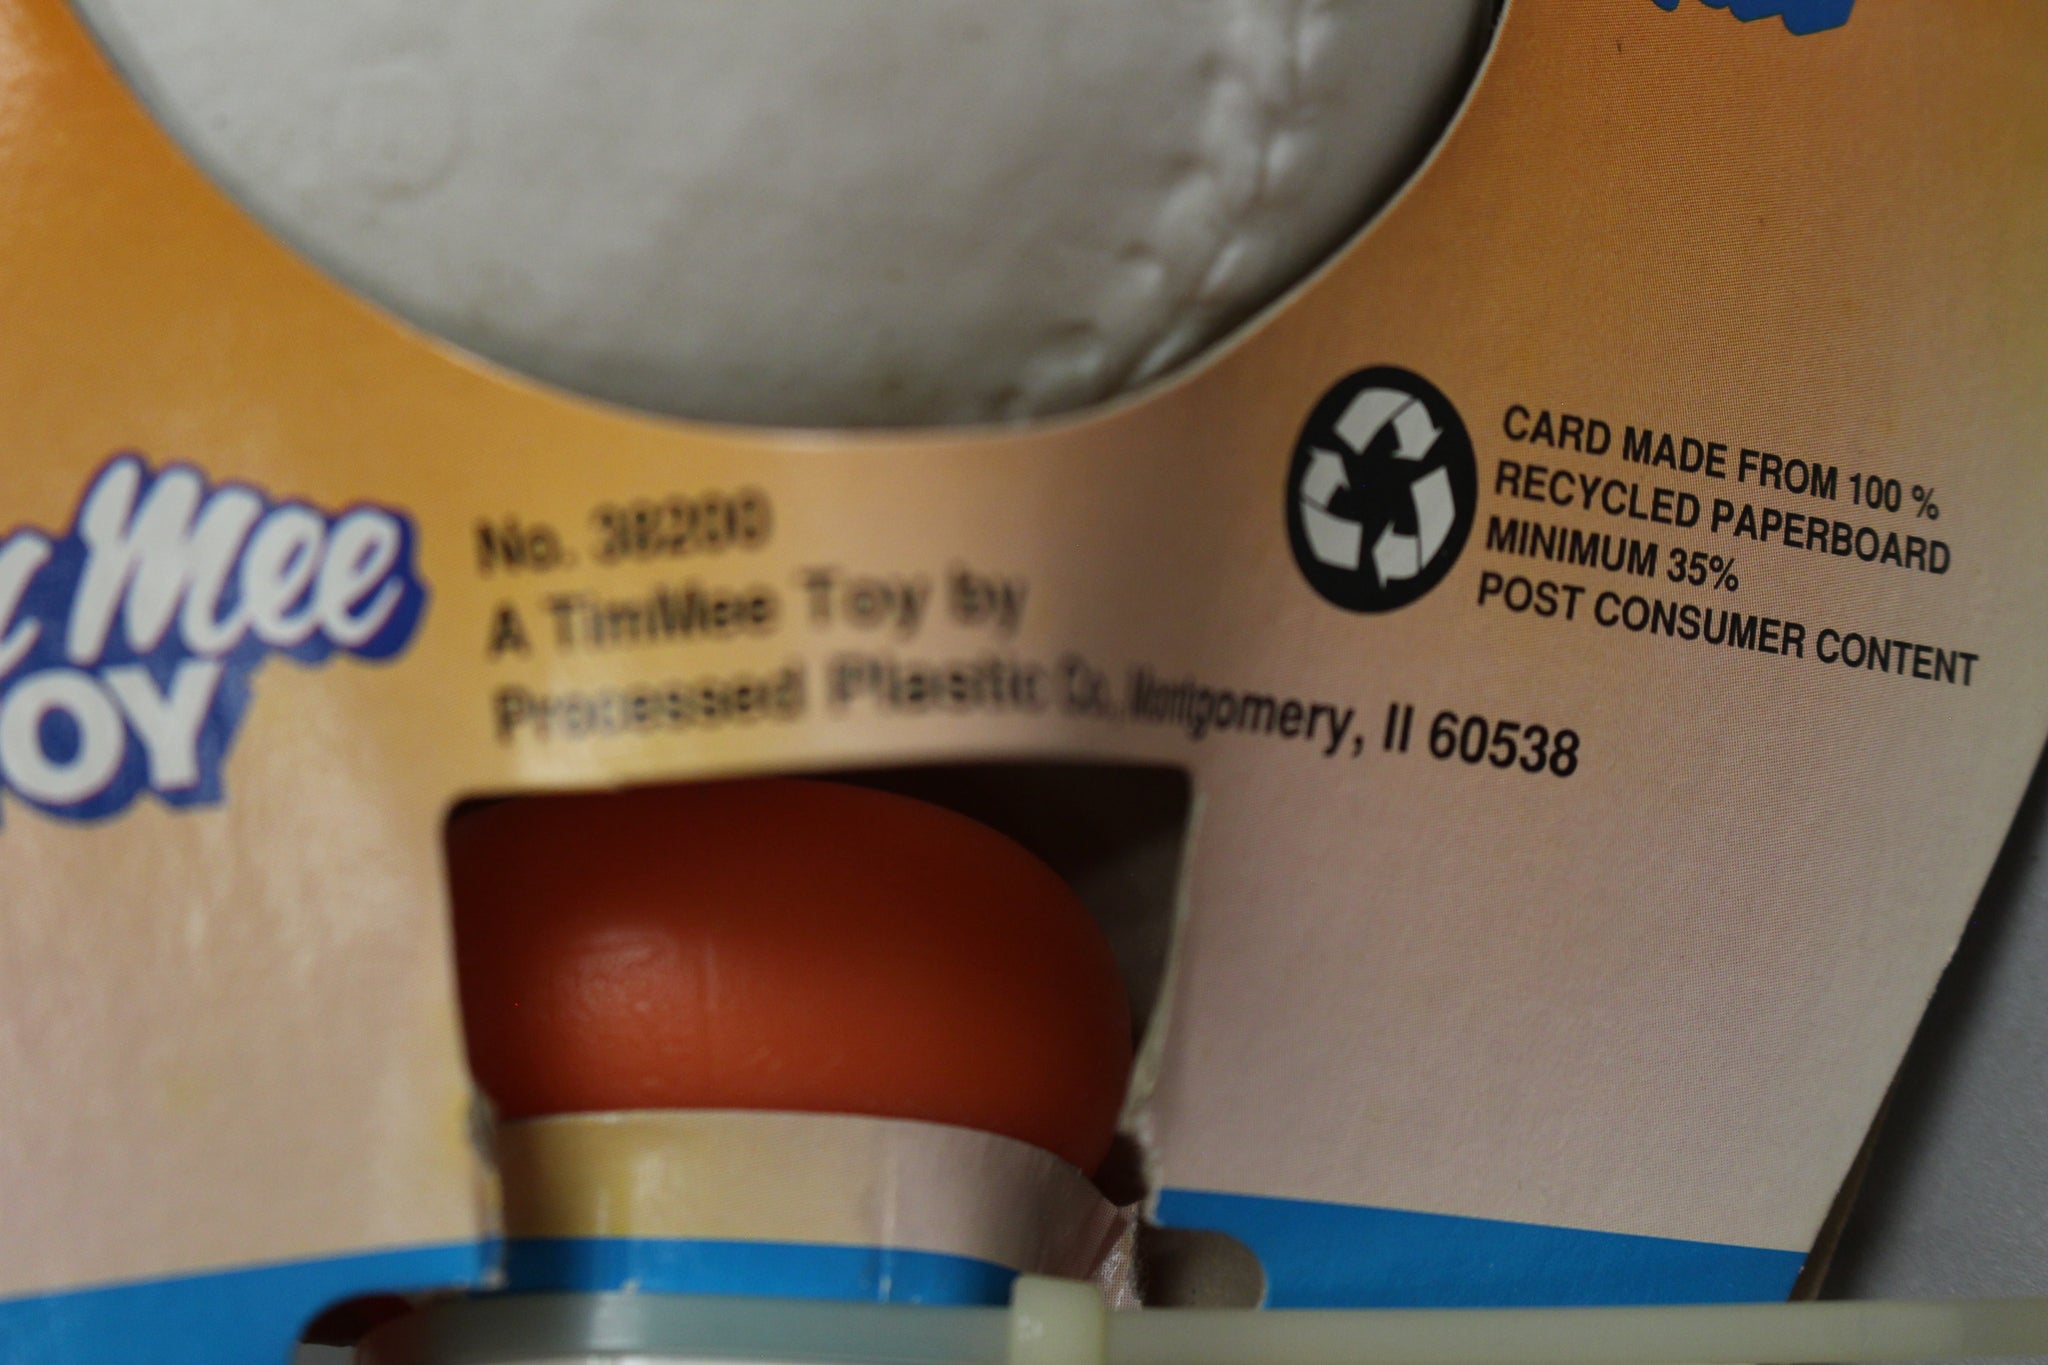 Mee
OY
No. 38200
A TimMee Toy by
Processed Plastic Co., Montgomery, Il 60538
CARD MADE FROM 100 %
RECYCLED PAPERBOARD
MINIMUM 35%
POST CONSUMER CONTENT